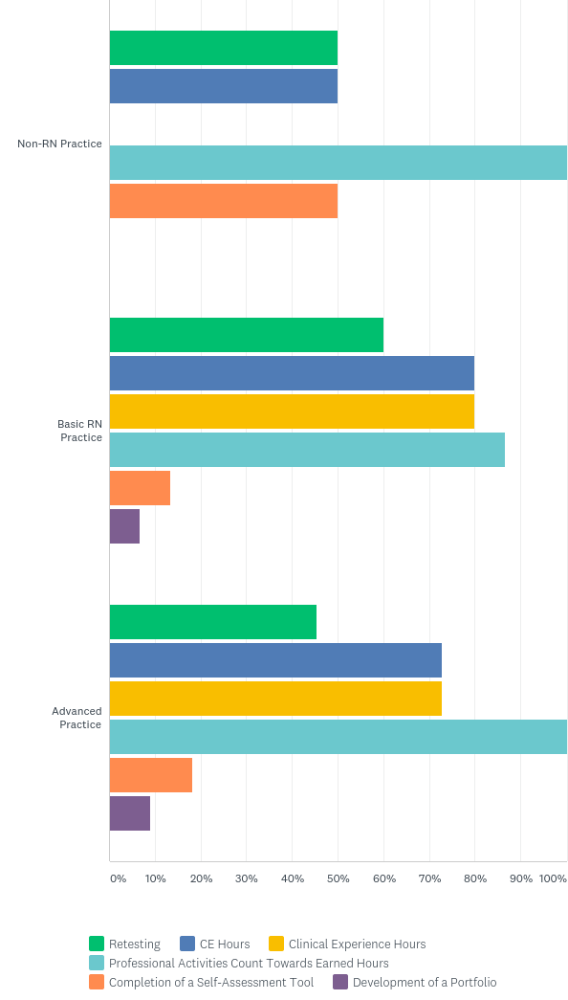 Non-RN Practice
Basic RN
Practice
Advanced
Practice
0% 10% 20% 30% 40% 50% 60% 70% 80% 90% 100%
Retesting CE Hours Clinical Experience Hours
Professional Activities Count Towards Earned Hours
Completion of a Self-Assessment Tool Development of a Portfolio